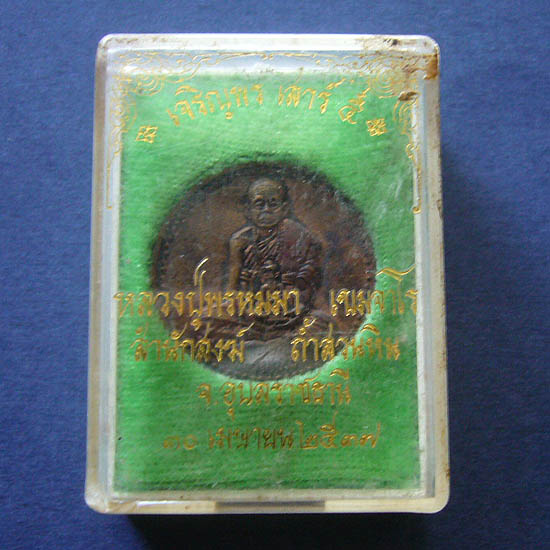 เจริญพร เสาร์ ๕
หลวงปู่พรหมมา เขมจาโร
สำนักสงฆ์ ถ้ำสวนหิน
จ.อุบลราชธานี
๓๐ เมษายน ๒๕๓๗